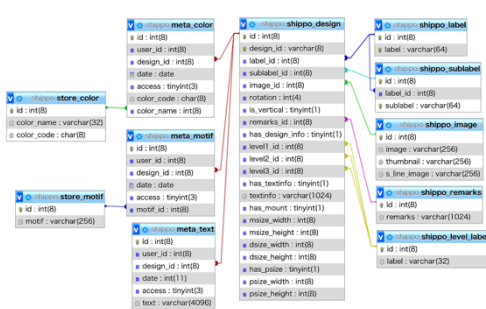 shippo meta_color
id : int(8)
user_id : int(8)
design_id : int(8)
date : date
access : tinyint(3)
color_code : char(8)
color_name : int(8)
shippo store_color
id : int(8)
color_name : varchar(32)
color_code : char(8)
shippo meta_motif
id : int(8)
user_id : int(8)
design_id : int(8)
date : date
access : tinyint(3)
motif_id : int(8)
shippo store_motif
id : int(8)
motif : varchar(256)
shippo meta_text
id : int(8)
user_id : int(8)
design_id : int(8)
date : int(11)
access : tinyint(3)
text : varchar(4096)
shippo shippo_design
id : int(8)
design_id : varchar(8)
label_id : int(8)
sublabel_id : int(8)
image_id : int(8)
rotation : int(4)
is_vertical : tinyint(1)
remarks_id : int(8)
has_design_info : tinyint(1)
level1_id : int(8)
level2_id : int(8)
level3_id : int(8)
has_textinfo : tinyint(1)
textinfo : varchar(1024)
has_mount : tinyint(1)
msize_width : int(8)
msize_height : int(8)
dsize_width : int(8)
dsize_height : int(8)
has_psize : tinyint(1)
psize_width : int(8)
psize_height : int(8)
shippo shippo_label
id : int(8)
label : varchar(64)
shippo shippo_sublabel
id : int(8)
label_id : int(8)
sublabel : varchar(64)
shippo shippo_image
id : int(8)
image : varchar(256)
thumbnail : varchar(256)
s_line_image : varchar(256)
shippo shippo_remarks
id : int(8)
remarks : varchar(1024)
shippo shippo_level_label
id : int(8)
label : varchar(32)